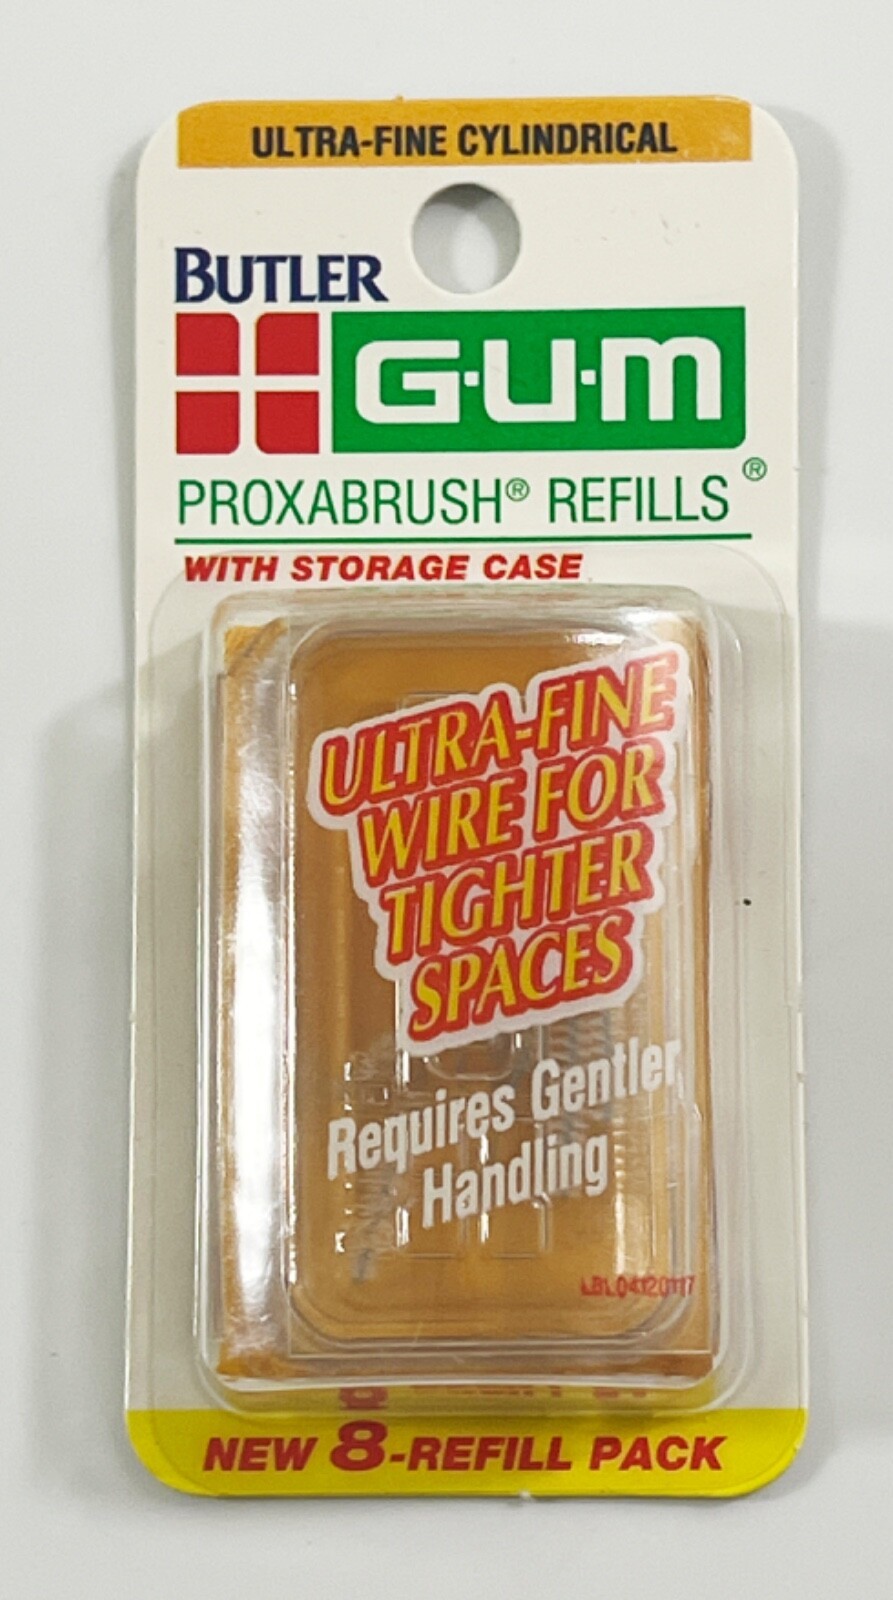 ULTRA-FINE CYLINDRICAL
BUTLER
G·U·M®
PROXABRUSH® REFILLS
WITH STORAGE CASE
ULTRA-FINE
WIRE FOR
TIGHTER
SPACES
Requires Gentler
Handling
LBL04120117
NEW 8-REFILL PACK